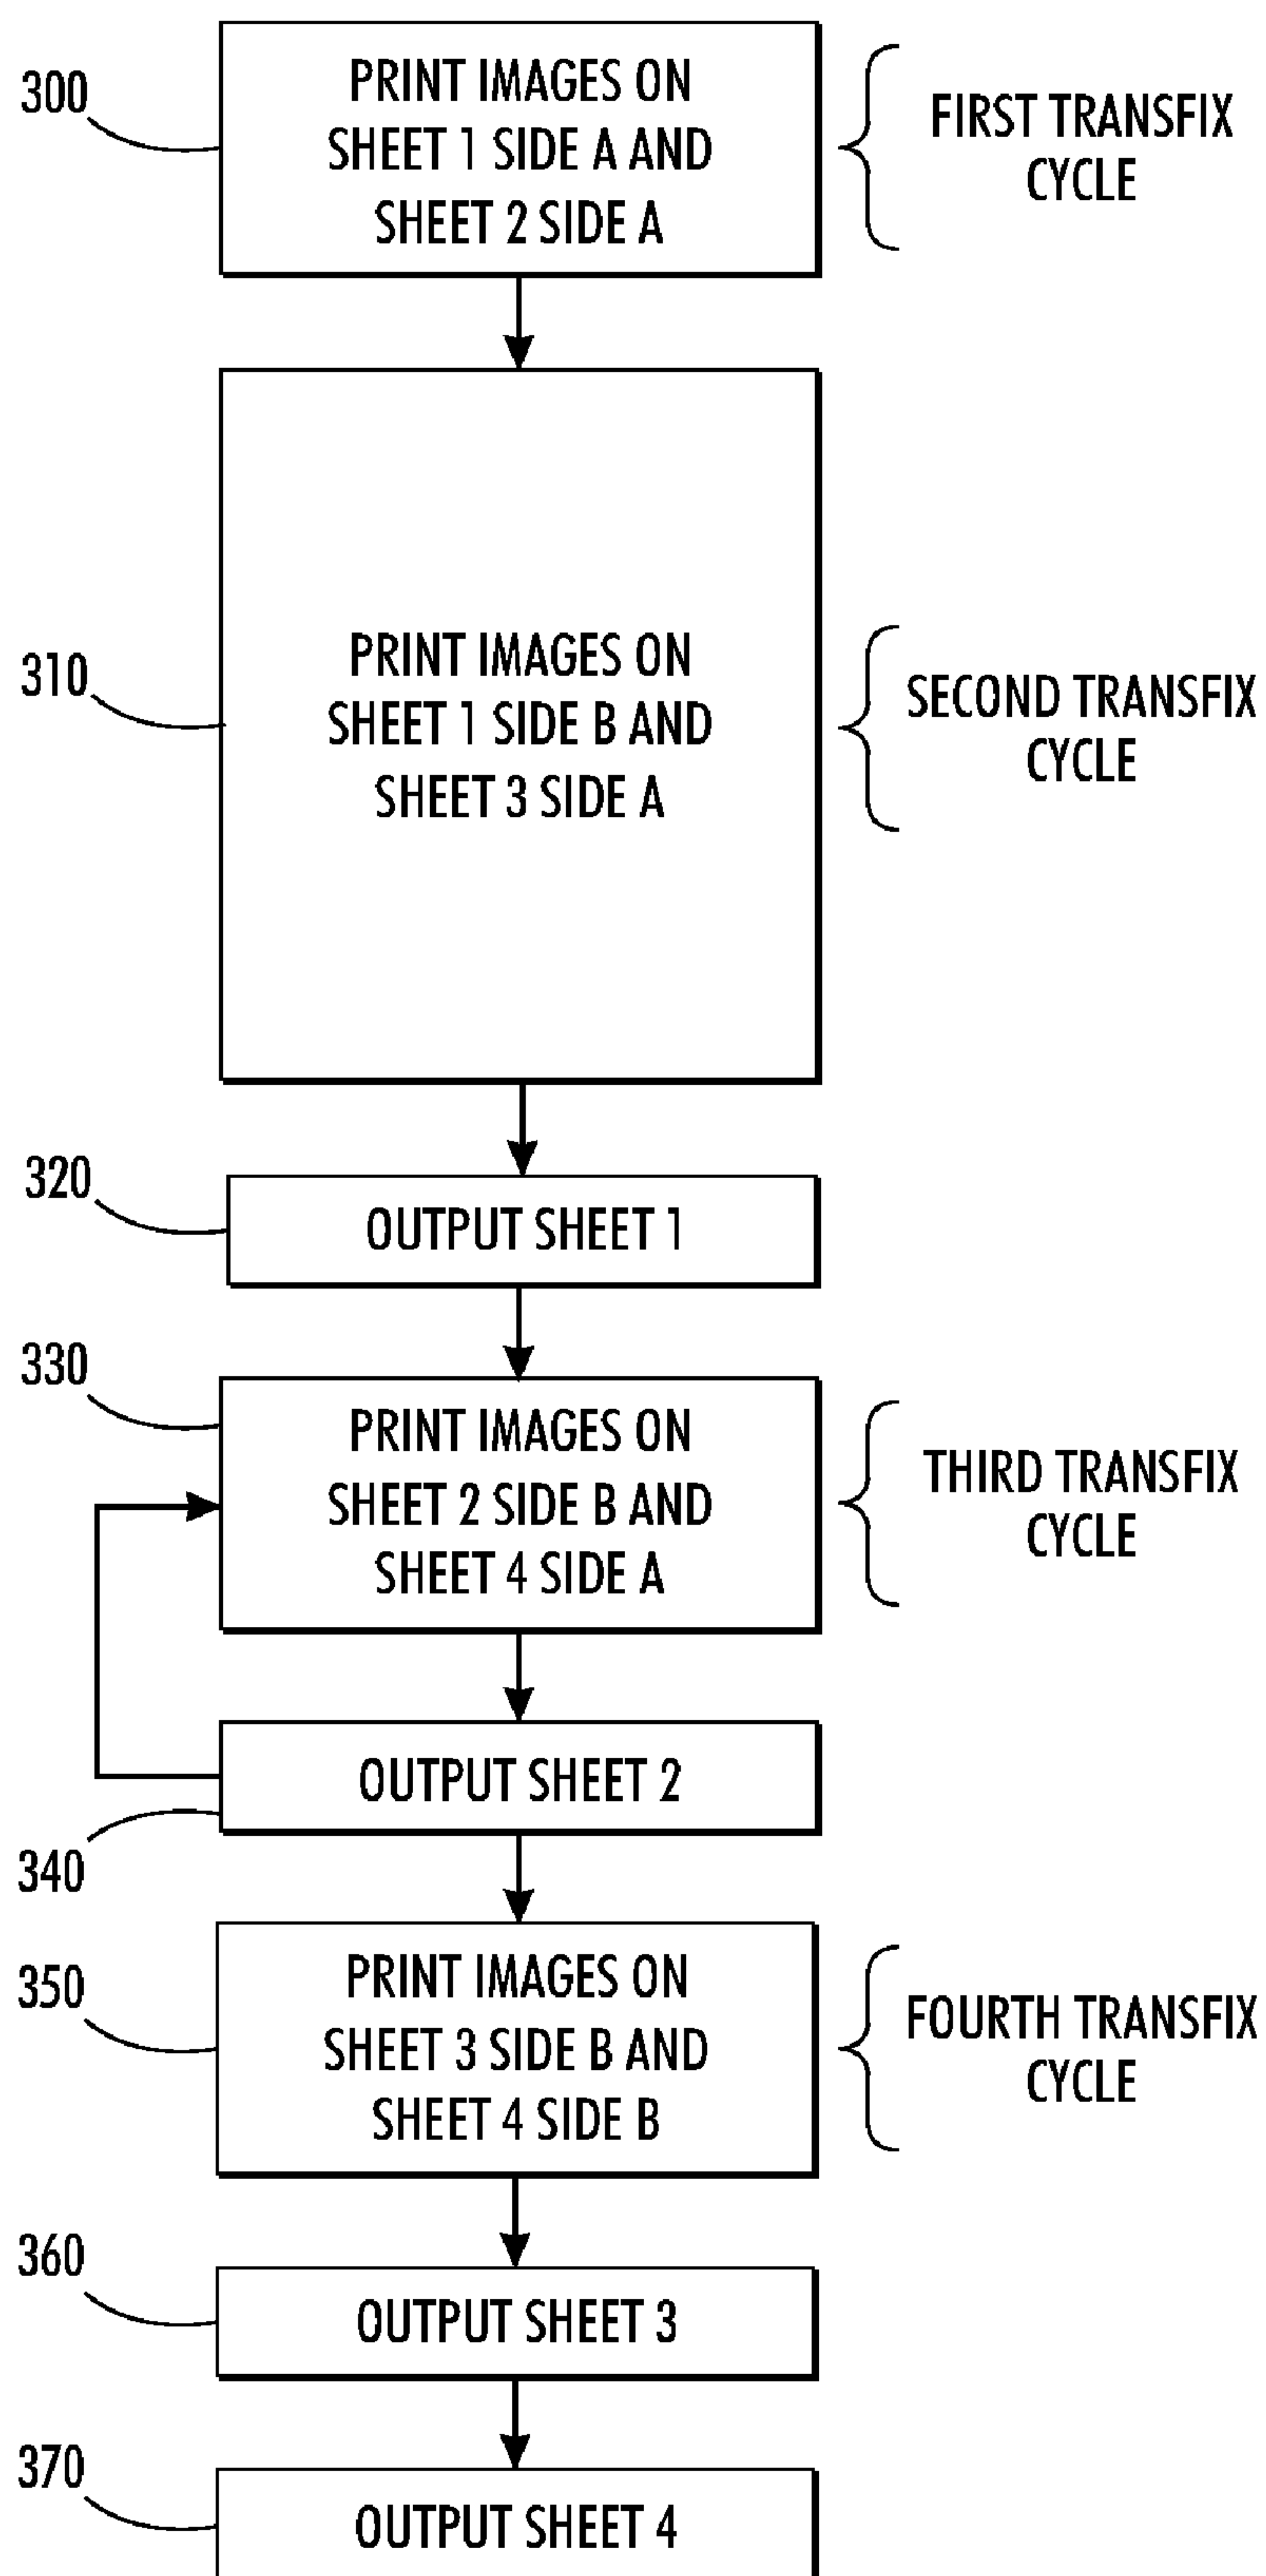 300
PRINT IMAGES ON
SHEET 1 SIDE A AND
SHEET 2 SIDE A
FIRST TRANSFIX
CYCLE
310
PRINT IMAGES ON
SHEET 1 SIDE B AND
SHEET 3 SIDE A
SECOND TRANSFIX
CYCLE
320
OUTPUT SHEET 1
330
PRINT IMAGES ON
SHEET 2 SIDE B AND
SHEET 4 SIDE A
THIRD TRANSFIX
CYCLE
OUTPUT SHEET 2
340
350
PRINT IMAGES ON
SHEET 3 SIDE B AND
SHEET 4 SIDE B
FOURTH TRANSFIX
CYCLE
360
OUTPUT SHEET 3
370
OUTPUT SHEET 4